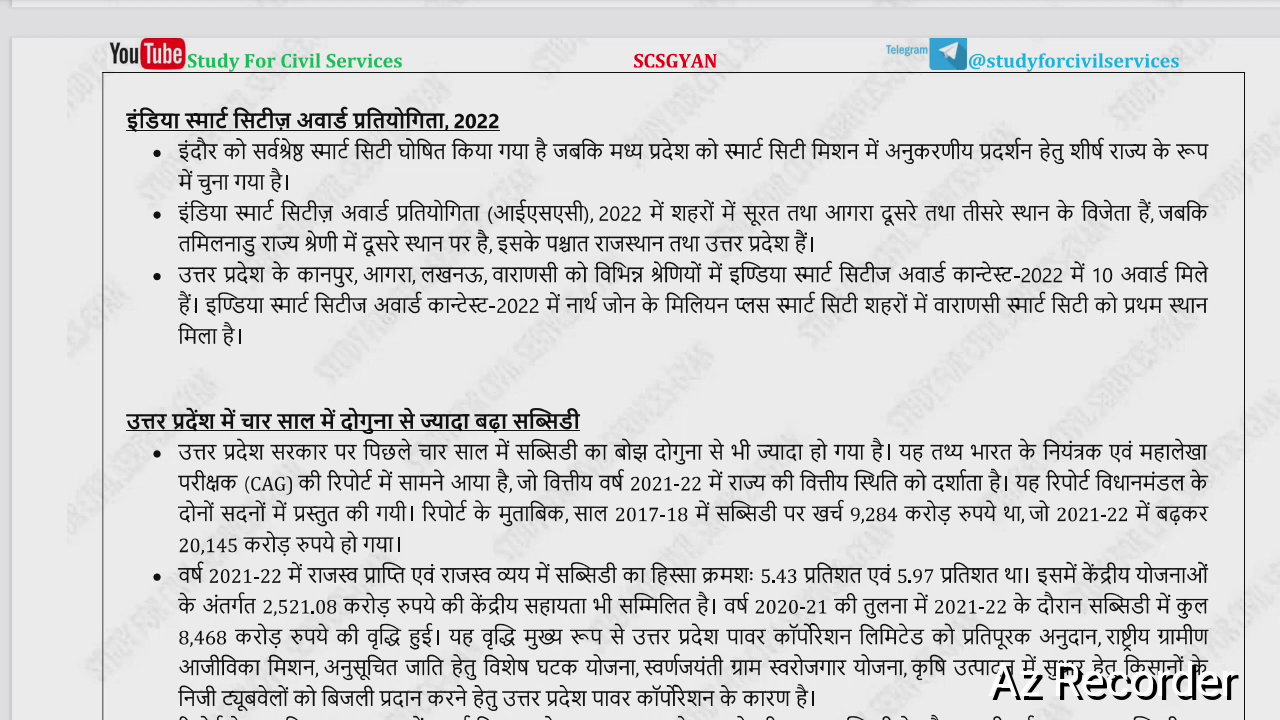 YouTube Study For Civil Services SCSGYAN Telegram @studyforcivilservices
इंडिया स्मार्ट सिटीज़ अवार्ड प्रतियोगिता, 2022
• इंदौर को सर्वश्रेष्ठ स्मार्ट सिटी घोषित किया गया है जबकि मध्य प्रदेश को स्मार्ट सिटी मिशन में अनुकरणीय प्रदर्शन हेतु शीर्ष राज्य के रूप
में चुना गया है।
• इंडिया स्मार्ट सिटीज़ अवार्ड प्रतियोगिता (आईएसएसी), 2022 में शहरों में सूरत तथा आगरा दूसरे तथा तीसरे स्थान के विजेता हैं, जबकि
तमिलनाडु राज्य श्रेणी में दूसरे स्थान पर है, इसके पश्चात राजस्थान तथा उत्तर प्रदेश हैं।
• उत्तर प्रदेश के कानपुर, आगरा, लखनऊ, वाराणसी को विभिन्न श्रेणियों में इण्डिया स्मार्ट सिटीज अवार्ड कान्टेस्ट-2022 में 10 अवार्ड मिले
हैं। इण्डिया स्मार्ट सिटीज अवार्ड कान्टेस्ट-2022 में नार्थ जोन के मिलियन प्लस स्मार्ट सिटी शहरों में वाराणसी स्मार्ट सिटी को प्रथम स्थान
मिला है।
उत्तर प्रदेंश में चार साल में दोगुना से ज्यादा बढ़ा सब्सिडी
• उत्तर प्रदेश सरकार पर पिछले चार साल में सब्सिडी का बोझ दोगुना से भी ज्यादा हो गया है। यह तथ्य भारत के नियंत्रक एवं महालेखा
परीक्षक (CAG) की रिपोर्ट में सामने आया है, जो वित्तीय वर्ष 2021-22 में राज्य की वित्तीय स्थिति को दर्शाता है। यह रिपोर्ट विधानमंडल के
दोनों सदनों में प्रस्तुत की गयी। रिपोर्ट के मुताबिक, साल 2017-18 में सब्सिडी पर खर्च 9,284 करोड़ रुपये था, जो 2021-22 में बढ़कर
20,145 करोड़ रुपये हो गया।
• वर्ष 2021-22 में राजस्व प्राप्ति एवं राजस्व व्यय में सब्सिडी का हिस्सा क्रमशः 5.43 प्रतिशत एवं 5.97 प्रतिशत था। इसमें केंद्रीय योजनाओं
के अंतर्गत 2,521.08 करोड़ रुपये की केंद्रीय सहायता भी सम्मिलित है। वर्ष 2020-21 की तुलना में 2021-22 के दौरान सब्सिडी में कुल
8,468 करोड़ रुपये की वृद्धि हुई। यह वृद्धि मुख्य रूप से उत्तर प्रदेश पावर कॉर्पोरेशन लिमिटेड को प्रतिपूरक अनुदान, राष्ट्रीय ग्रामीण
आजीविका मिशन, अनुसूचित जाति हेतु विशेष घटक योजना, स्वर्णजयंती ग्राम स्वरोजगार योजना, कृषि उत्पादन में सुधार हेतु किसानों के
निजी ट्यूबवेलों को बिजली प्रदान करने हेतु उत्तर प्रदेश पावर कॉर्पोरेशन के कारण है।
Az Recorder